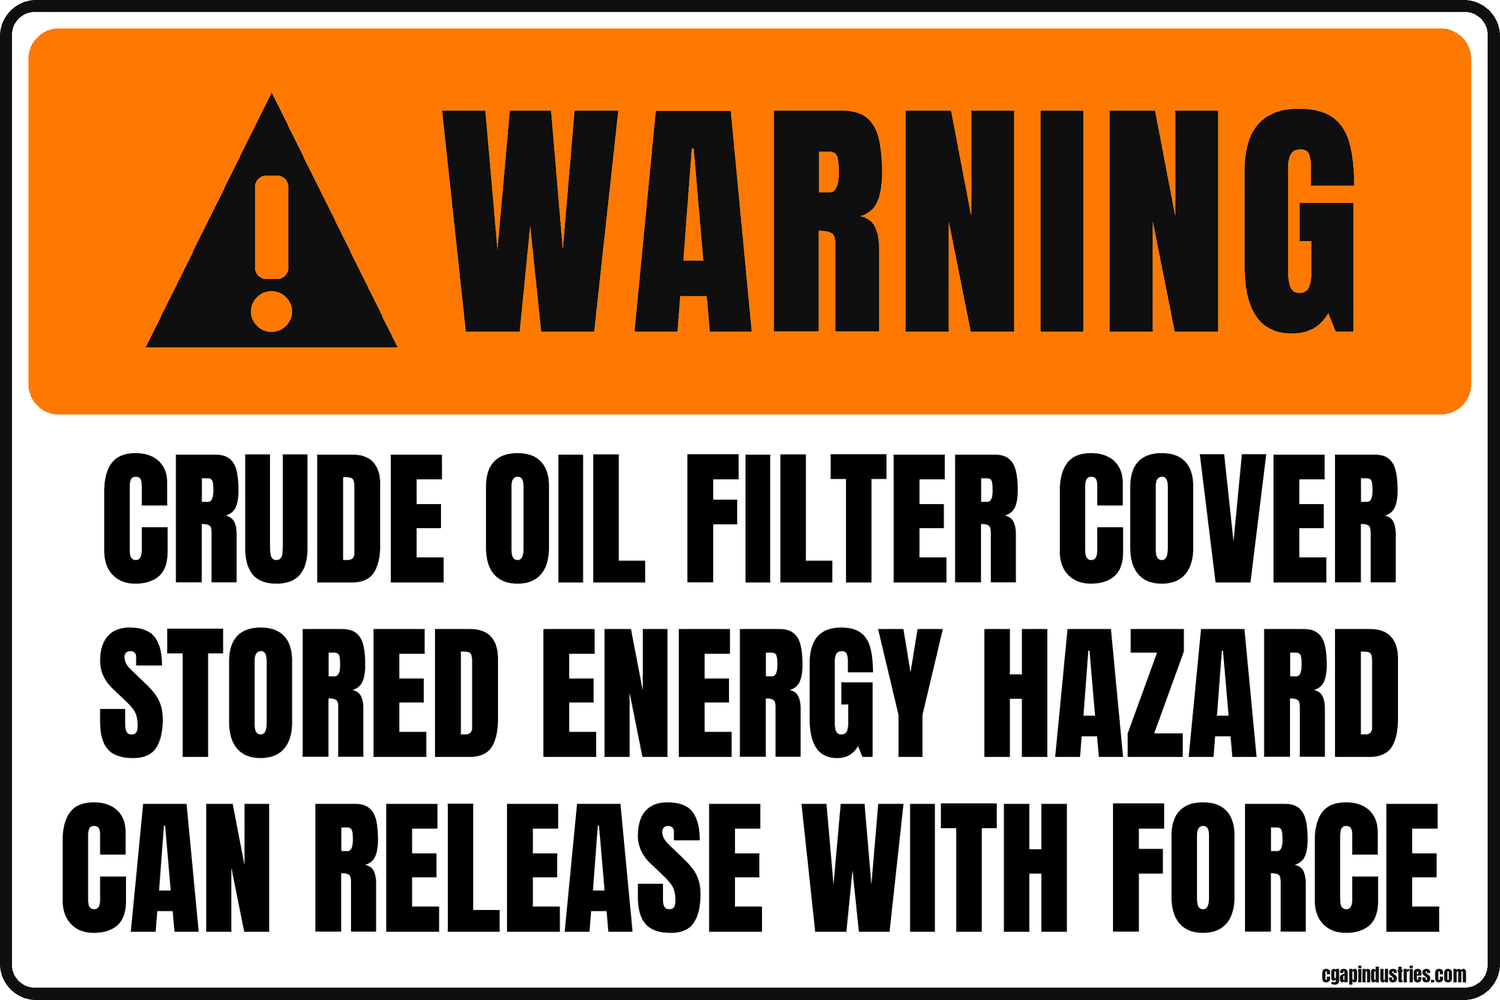 WARNING
CRUDE OIL FILTER COVER
STORED ENERGY HAZARD
CAN RELEASE WITH FORCE
cgapindustries.com